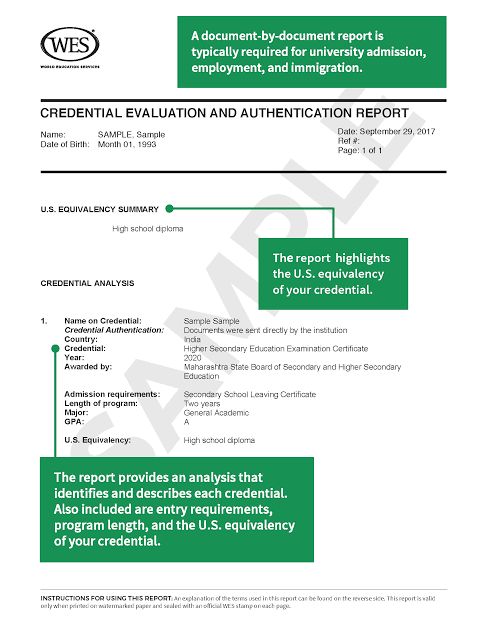 WES
WORLD EDUCATION SERVICES
A document-by-document report is
typically required for university admission,
employment, and immigration.
CREDENTIAL EVALUATION AND AUTHENTICATION REPORT
Name: SAMPLE, Sample
Date of Birth: Month 01, 1993
Date: September 29, 2017
Ref #:
Page: 1 of 1
U.S. EQUIVALENCY SUMMARY
High school diploma
The report highlights
the U.S. equivalency
of your credential.
CREDENTIAL ANALYSIS
1. Name on Credential: Sample Sample
Credential Authentication: Documents were sent directly by the institution
Country: India
Credential: Higher Secondary Education Examination Certificate
Year: 2020
Awarded by: Maharashtra State Board of Secondary and Higher Secondary
Education
Admission requirements: Secondary School Leaving Certificate
Length of program: Two years
Major: General Academic
GPA: A
U.S. Equivalency: High school diploma
SAMPLE
The report provides an analysis that
identifies and describes each credential.
Also included are entry requirements,
program length, and the U.S. equivalency
of your credential.
INSTRUCTIONS FOR USING THIS REPORT: An explanation of the terms used in this report can be found on the reverse side. This report is valid
only when printed on watermarked paper and sealed with an official WES stamp on each page.